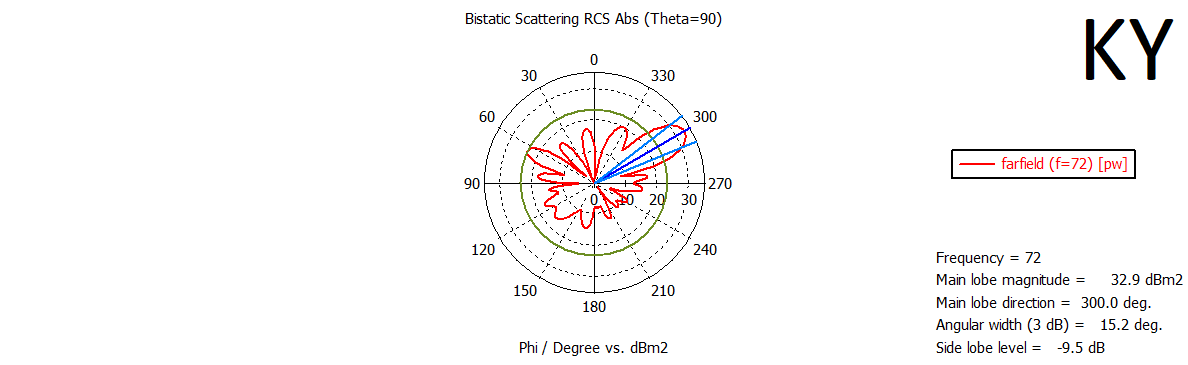 Bistatic Scattering RCS Abs (Theta=90)
KY
0
30
330
60
300
90
270
0 10 20 30
120
240
150
210
180
Phi / Degree vs. dBm2
farfield (f=72) [pw]
Frequency = 72
Main lobe magnitude = 32.9 dBm2
Main lobe direction = 300.0 deg.
Angular width (3 dB) = 15.2 deg.
Side lobe level = -9.5 dB